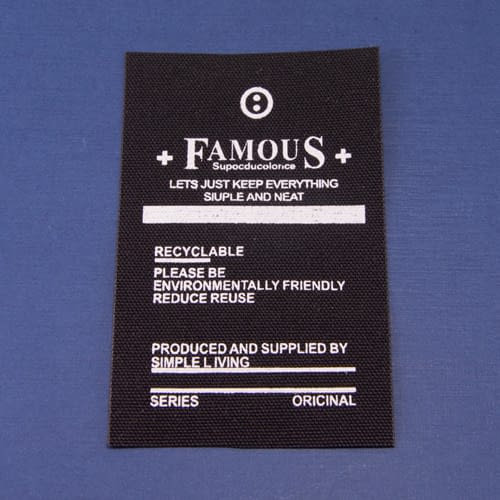 + FAMOUS +
Supocducolorice
LETS JUST KEEP EVERYTHING
SIUPLE AND NEAT
RECYCLABLE
PLEASE BE
ENVIRONMENTALLY FRIENDLY
REDUCE REUSE
PRODUCED AND SUPPLIED BY
SIMPLE L IVING
SERIES ORICINAL